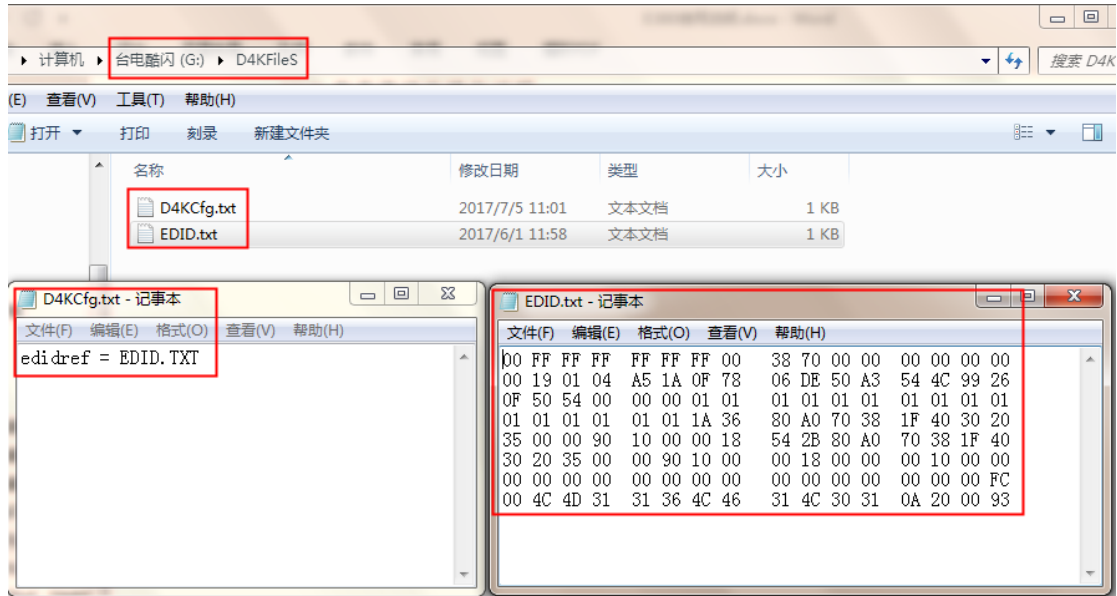 计算机 台电酷闪 (G:) D4KFileS 搜索 D4K
(E) 查看(V) 工具(T) 帮助(H)
打开 打印 刻录 新建文件夹
名称 修改日期 类型 大小
D4KCfg.txt 2017/7/5 11:01 文本文档 1 KB
EDID.txt 2017/6/1 11:58 文本文档 1 KB
D4KCfg.txt - 记事本
文件(F) 编辑(E) 格式(O) 查看(V) 帮助(H)
edidref = EDID.TXT
EDID.txt - 记事本
文件(F) 编辑(E) 格式(O) 查看(V) 帮助(H)
00 FF FF FF FF FF FF 00 38 70 00 00 00 00 00 00
00 19 01 04 A5 1A 0F 78 06 DE 50 A3 54 4C 99 26
0F 50 54 00 00 00 01 01 01 01 01 01 01 01 01 01
01 01 01 01 01 01 1A 36 80 A0 70 38 1F 40 30 20
35 00 00 90 10 00 00 18 54 2B 80 A0 70 38 1F 40
30 20 35 00 00 90 10 00 00 18 00 00 00 10 00 00
00 00 00 00 00 00 00 00 00 00 00 00 00 00 00 FC
00 4C 4D 31 31 36 4C 46 31 4C 30 31 0A 20 00 93